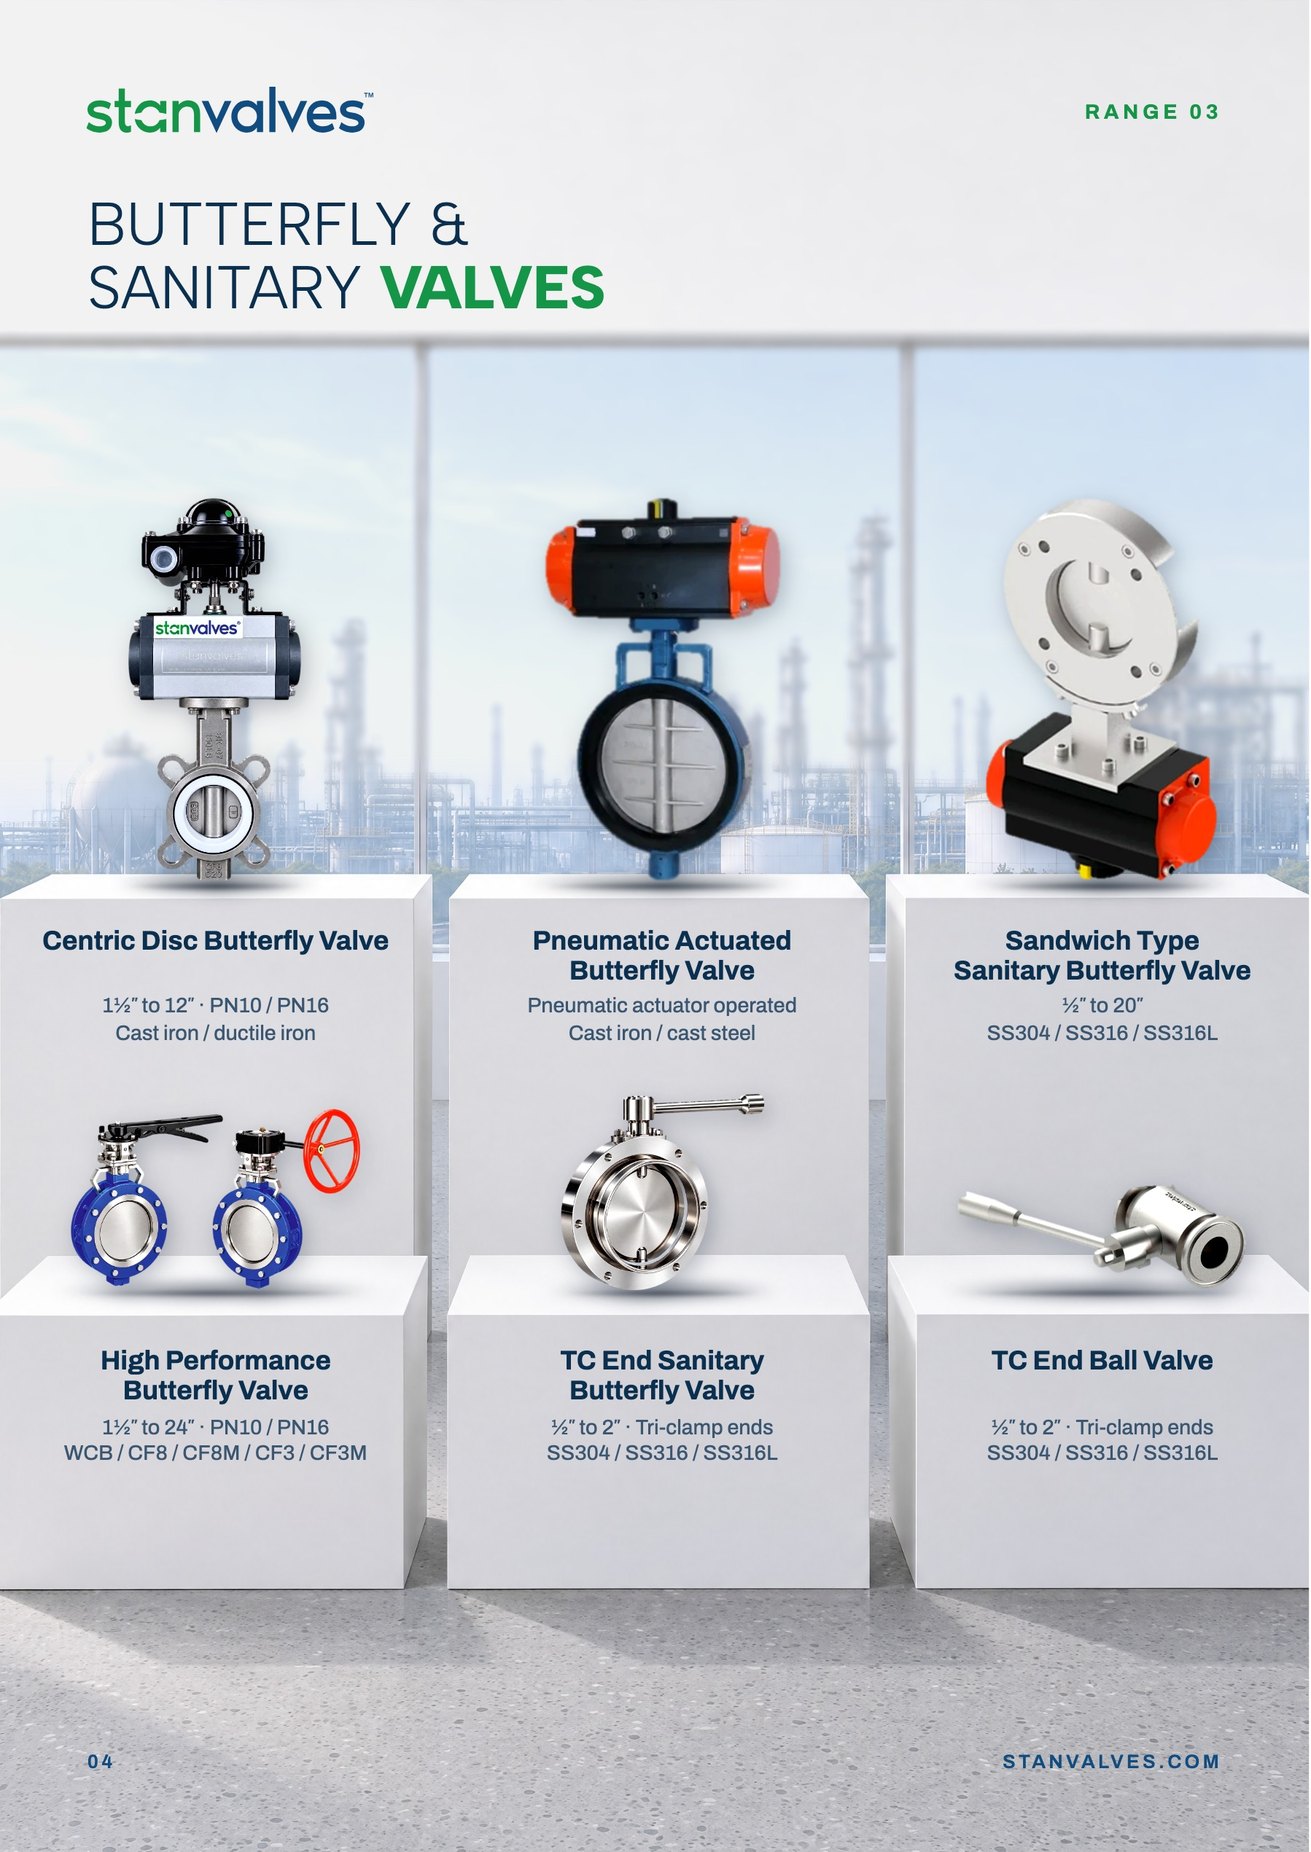 stanvalves™
RANGE 03
BUTTERFLY &
SANITARY VALVES
stanvalves®
Centric Disc Butterfly Valve
1½″ to 12″ · PN10 / PN16
Cast iron / ductile iron
Pneumatic Actuated
Butterfly Valve
Pneumatic actuator operated
Cast iron / cast steel
Sandwich Type
Sanitary Butterfly Valve
½″ to 20″
SS304 / SS316 / SS316L
High Performance
Butterfly Valve
1½″ to 24″ · PN10 / PN16
WCB / CF8 / CF8M / CF3 / CF3M
TC End Sanitary
Butterfly Valve
½″ to 2″ · Tri-clamp ends
SS304 / SS316 / SS316L
TC End Ball Valve
½″ to 2″ · Tri-clamp ends
SS304 / SS316 / SS316L
04
STANVALVES.COM